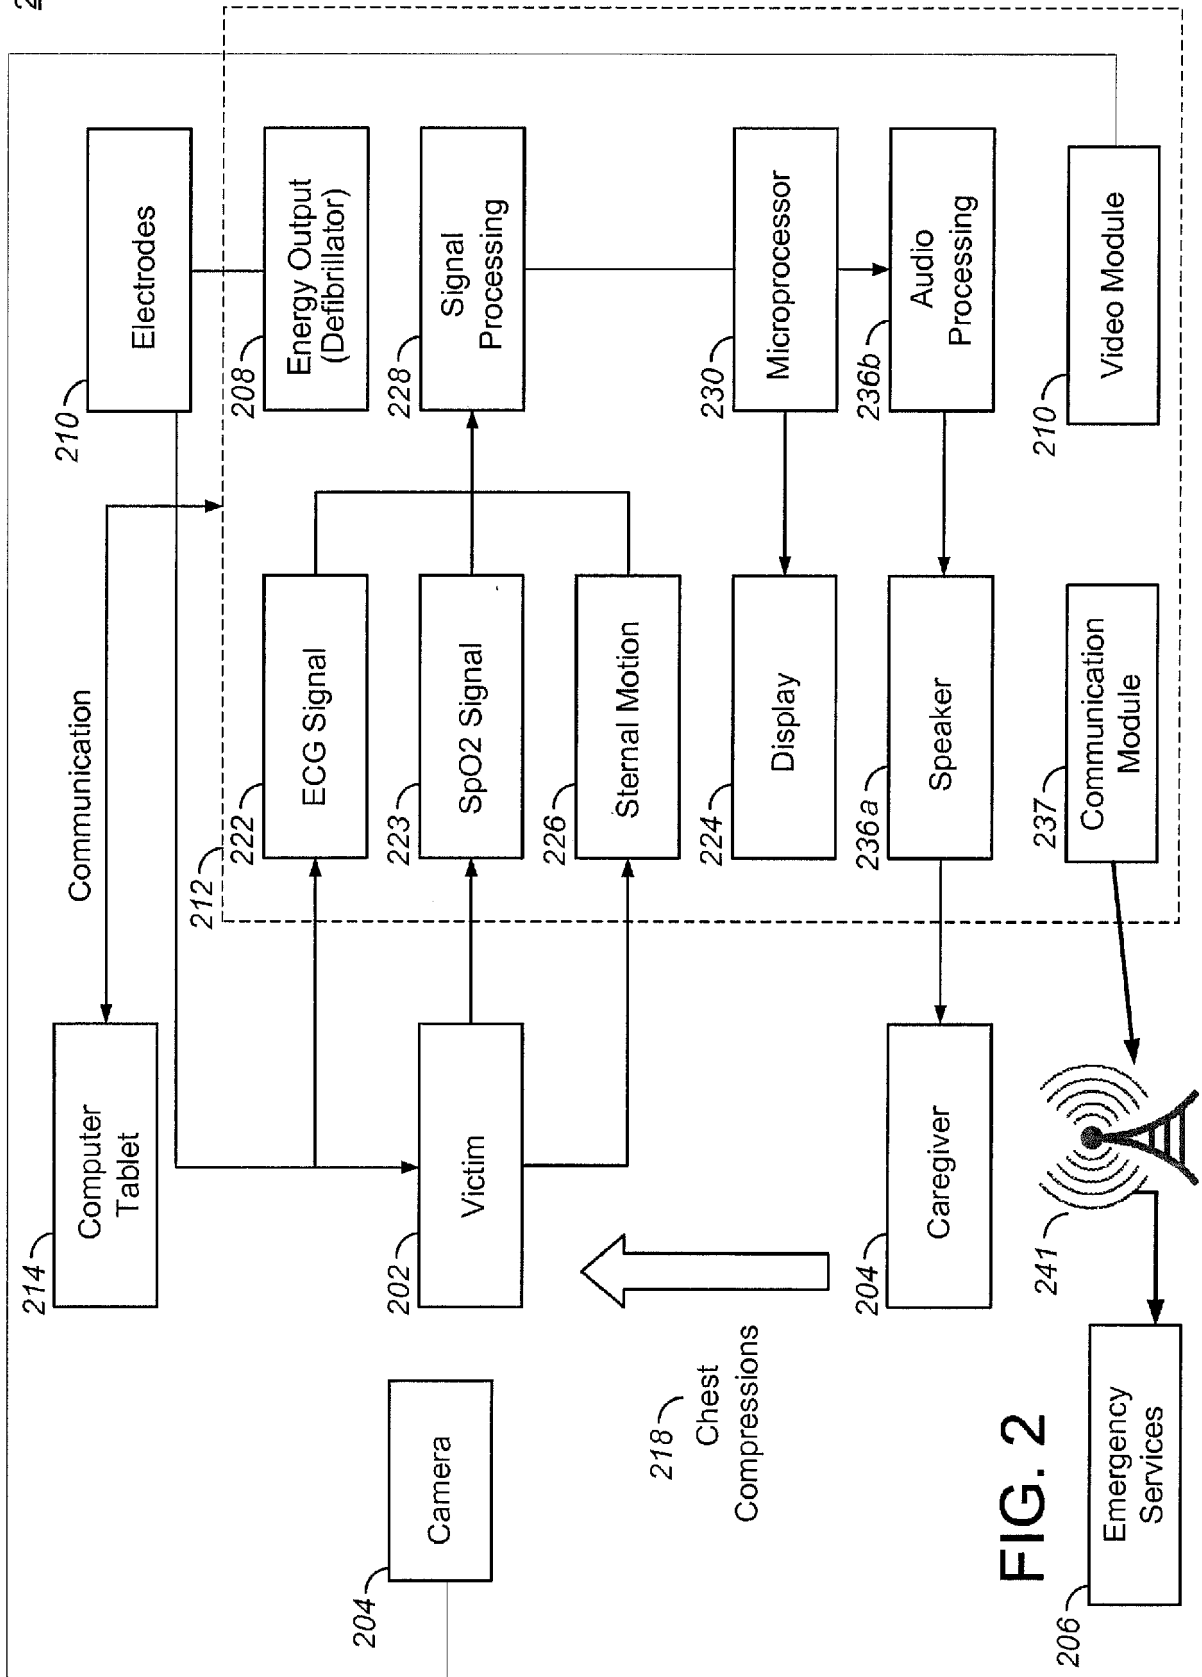 2
214
Computer
Tablet
Communication
210
Electrodes
212
222
ECG Signal
208
Energy Output
(Defibrillator)
204
Camera
202
Victim
223
SpO2 Signal
228
Signal
Processing
226
Sternal Motion
218
Chest
Compressions
224
Display
230
Microprocessor
204
Caregiver
236a
Speaker
236b
Audio
Processing
FIG. 2
206
Emergency
Services
241
237
Communication
Module
210
Video Module